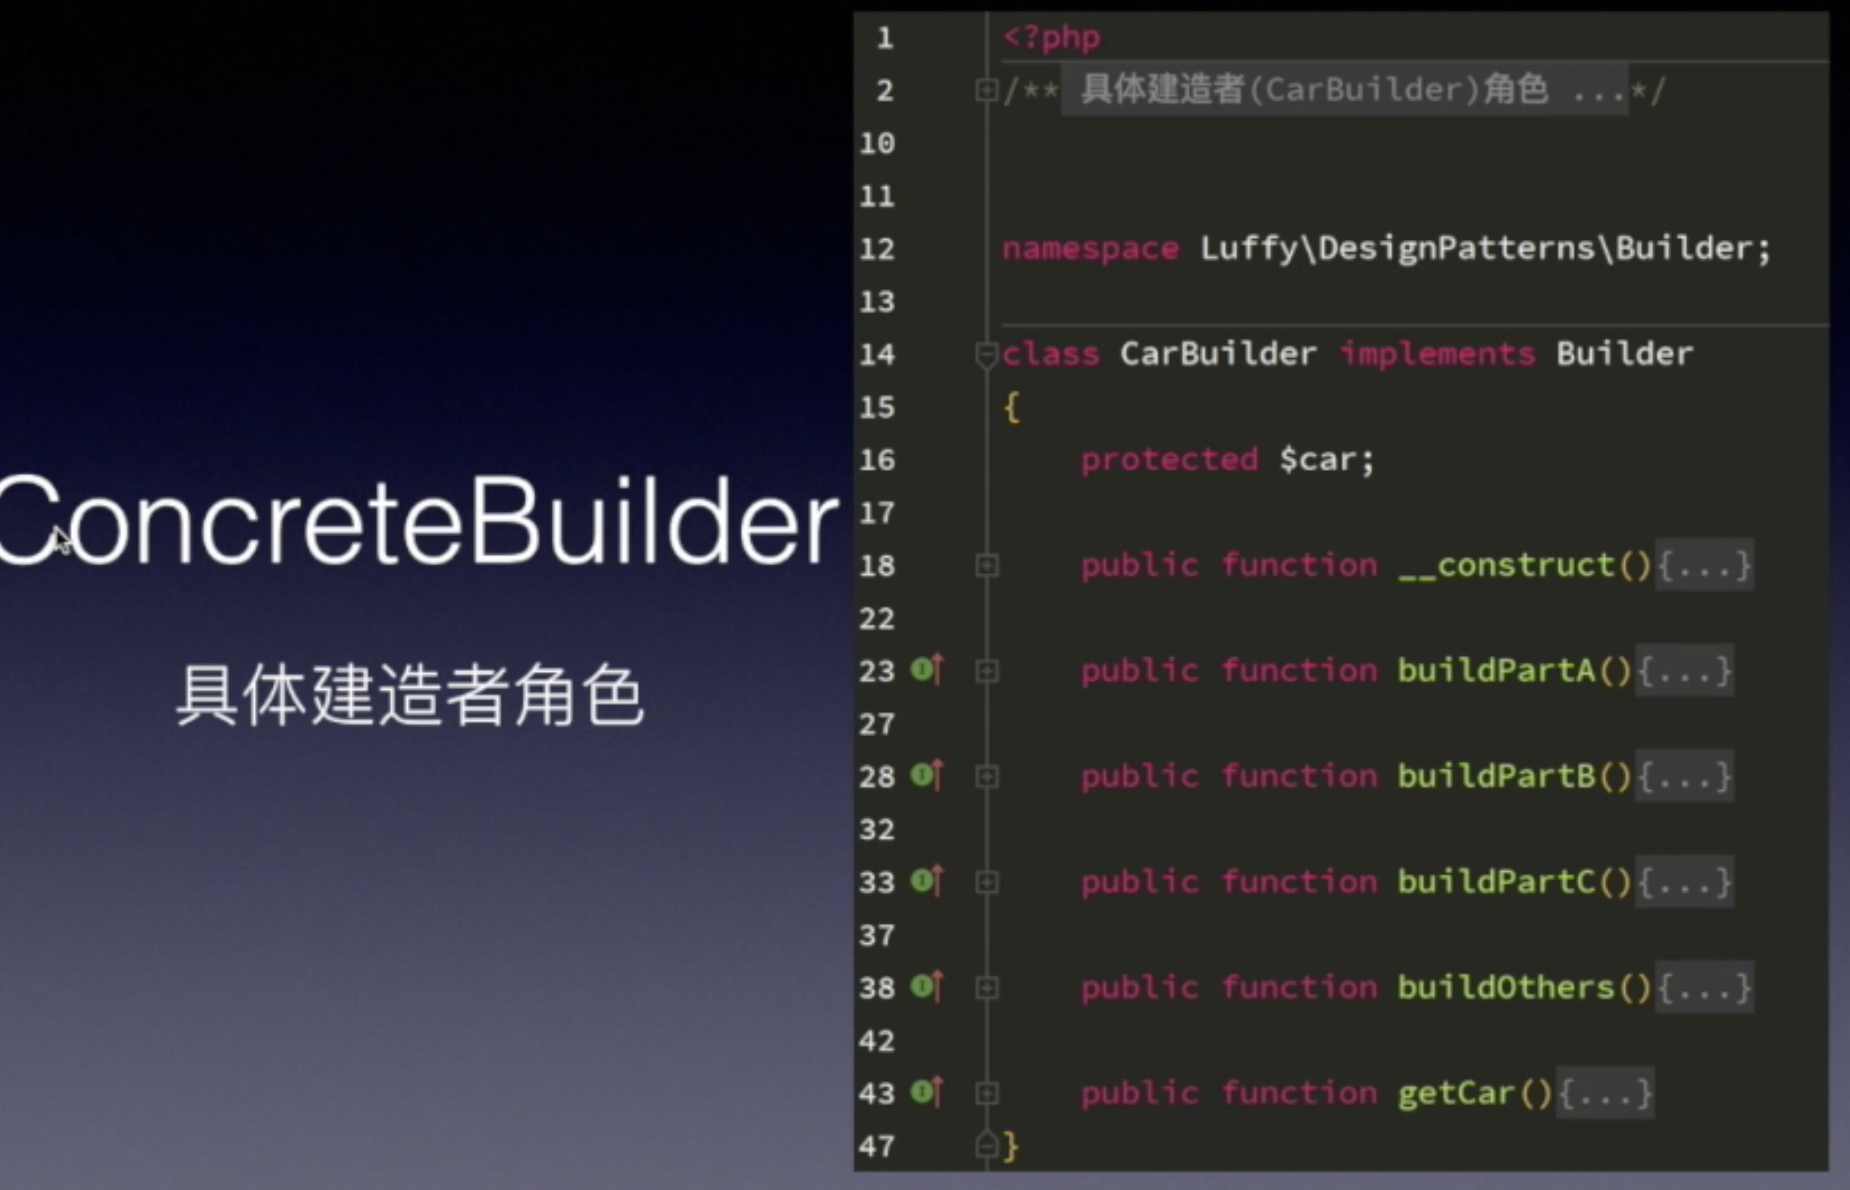 ConcreteBuilder
具体建造者角色
1 <?php
2 /** 具体建造者(CarBuilder)角色 ...*/
10
11
12 namespace Luffy\DesignPatterns\Builder;
13
14 class CarBuilder implements Builder
15 {
16 protected $car;
17
18 public function __construct(){...}
22
23 public function buildPartA(){...}
27
28 public function buildPartB(){...}
32
33 public function buildPartC(){...}
37
38 public function buildOthers(){...}
42
43 public function getCar(){...}
47 }